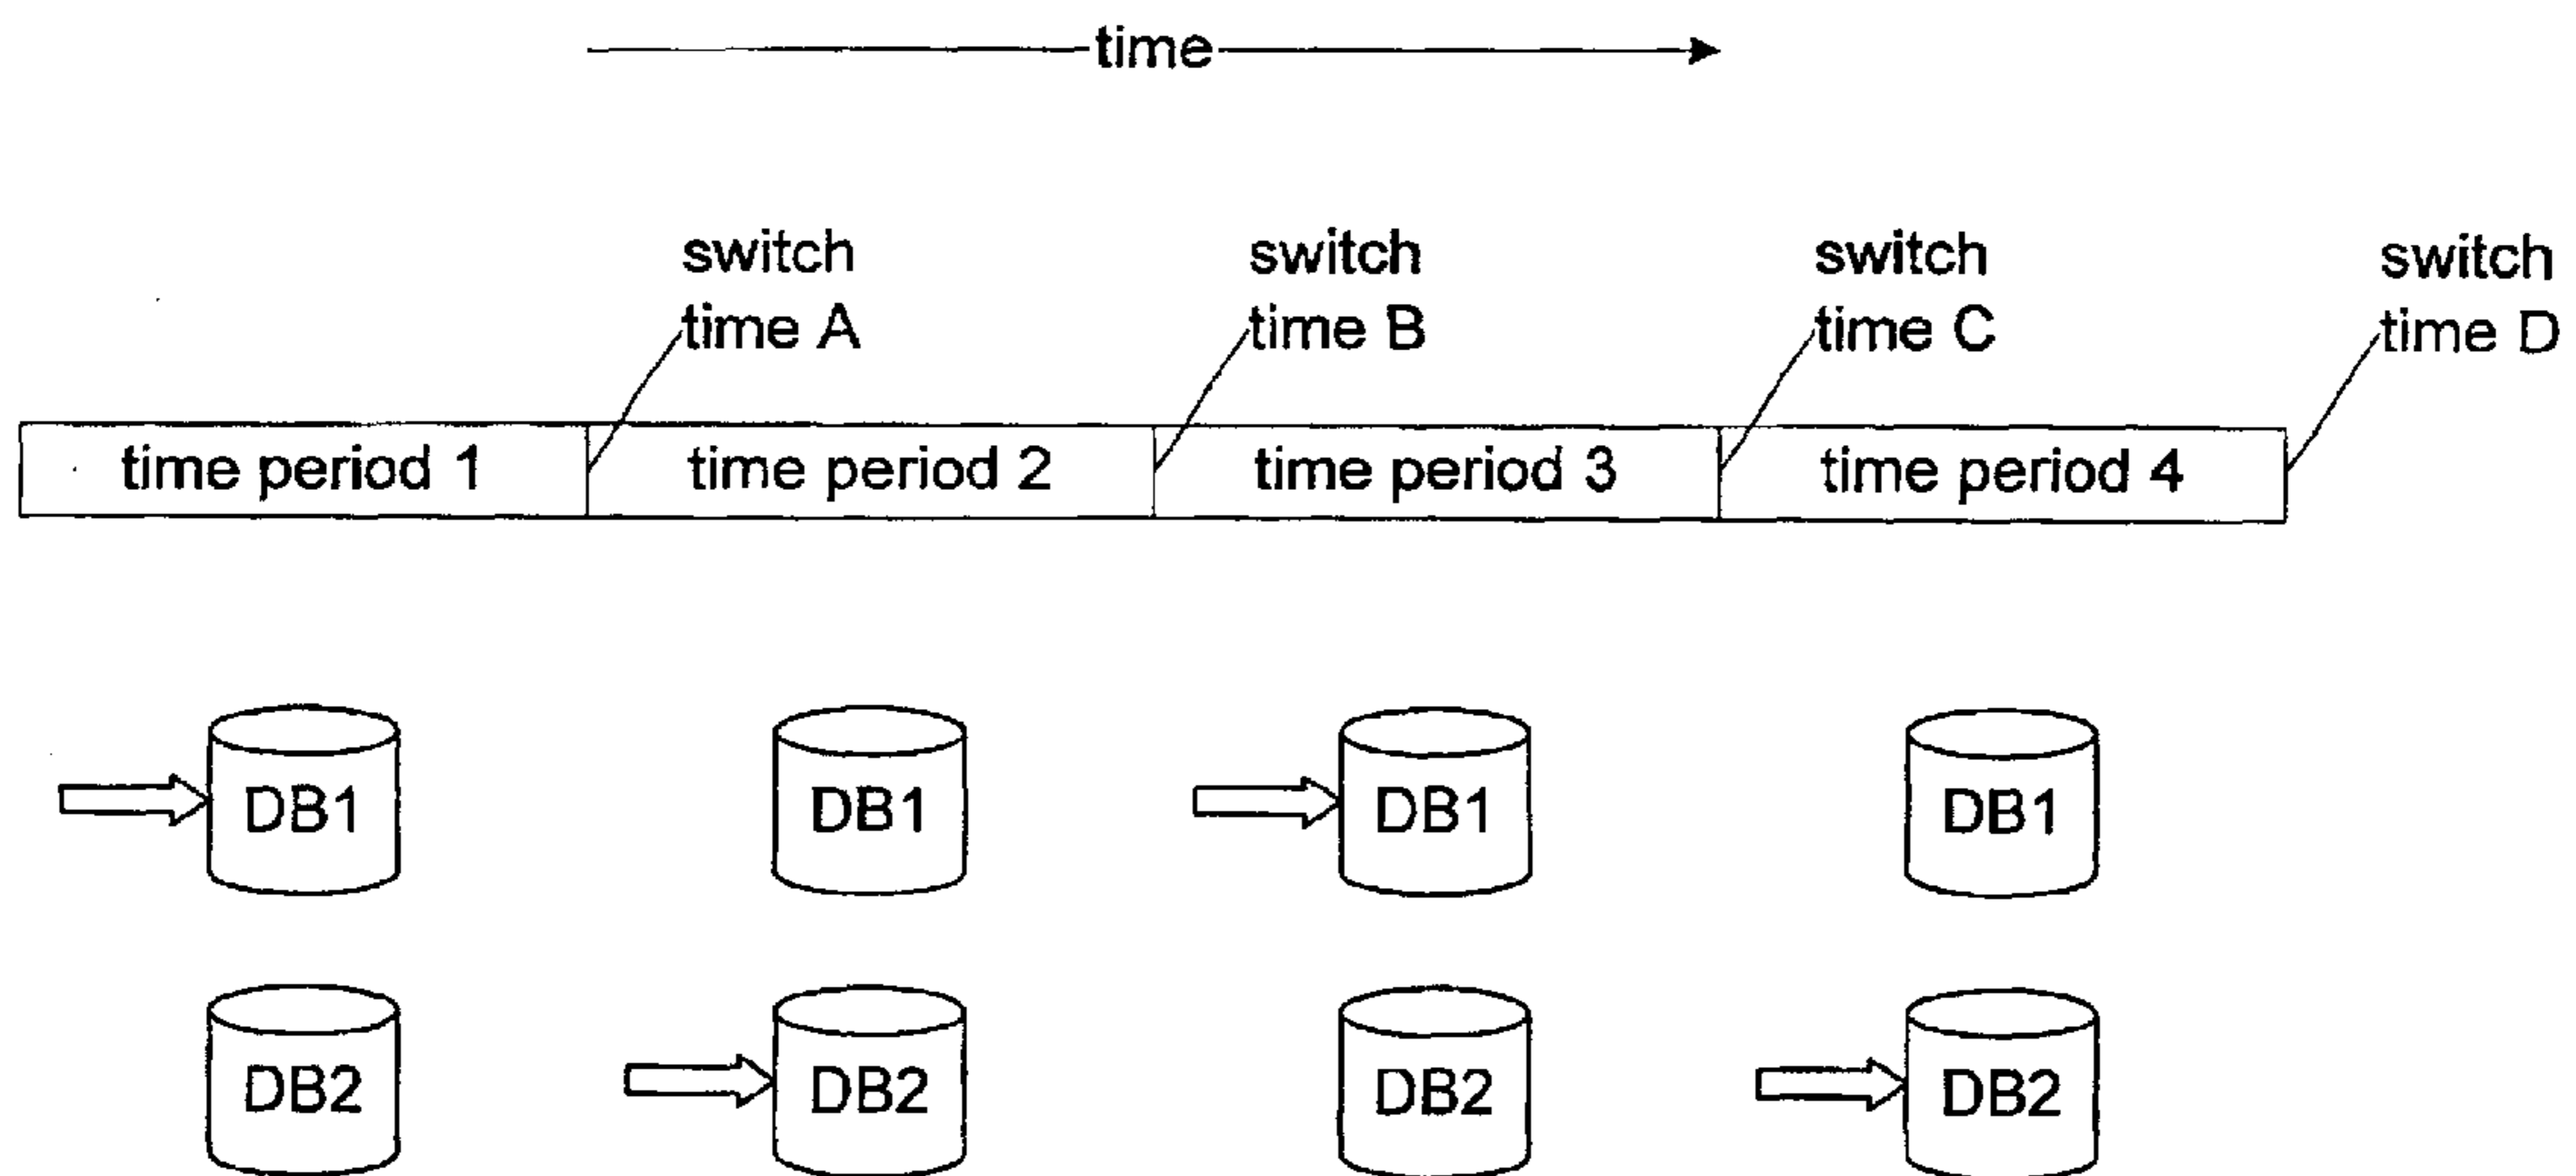 time
switch
time A
switch
time B
switch
time C
switch
time D
time period 1
time period 2
time period 3
time period 4
DB1
DB1
DB1
DB1
DB2
DB2
DB2
DB2